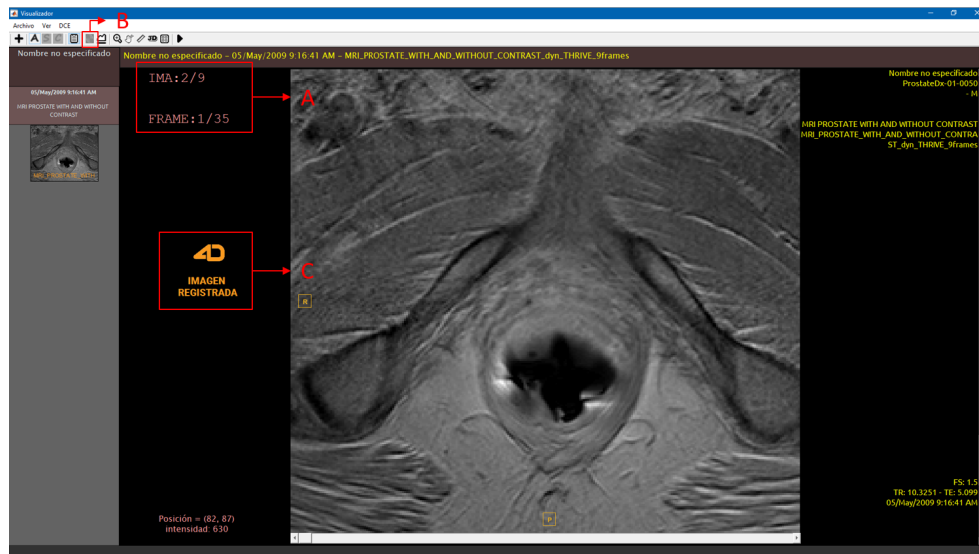 Visualizador
Archivo Ver DCE
B
A S C 3D
Nombre no especificado
Nombre no especificado - 05/May/2009 9:16:41 AM - MRI_PROSTATE_WITH_AND_WITHOUT_CONTRAST_dyn_THRIVE_9frames
05/May/2009 9:16:41 AM
MRI PROSTATE WITH AND WITHOUT
CONTRAST
IMA:2/9
FRAME:1/35
A
Nombre no especificado
ProstateDx-01-0050
- M
MRI PROSTATE WITH AND WITHOUT CONTRAST
MRI_PROSTATE_WITH_AND_WITHOUT_CONTRA
ST_dyn_THRIVE_9frames
4D
IMAGEN
REGISTRADA
C
R
P
Posición = (82, 87)
intensidad: 630
FS: 1.5
TR: 10.3251 - TE: 5.099
05/May/2009 9:16:41 AM